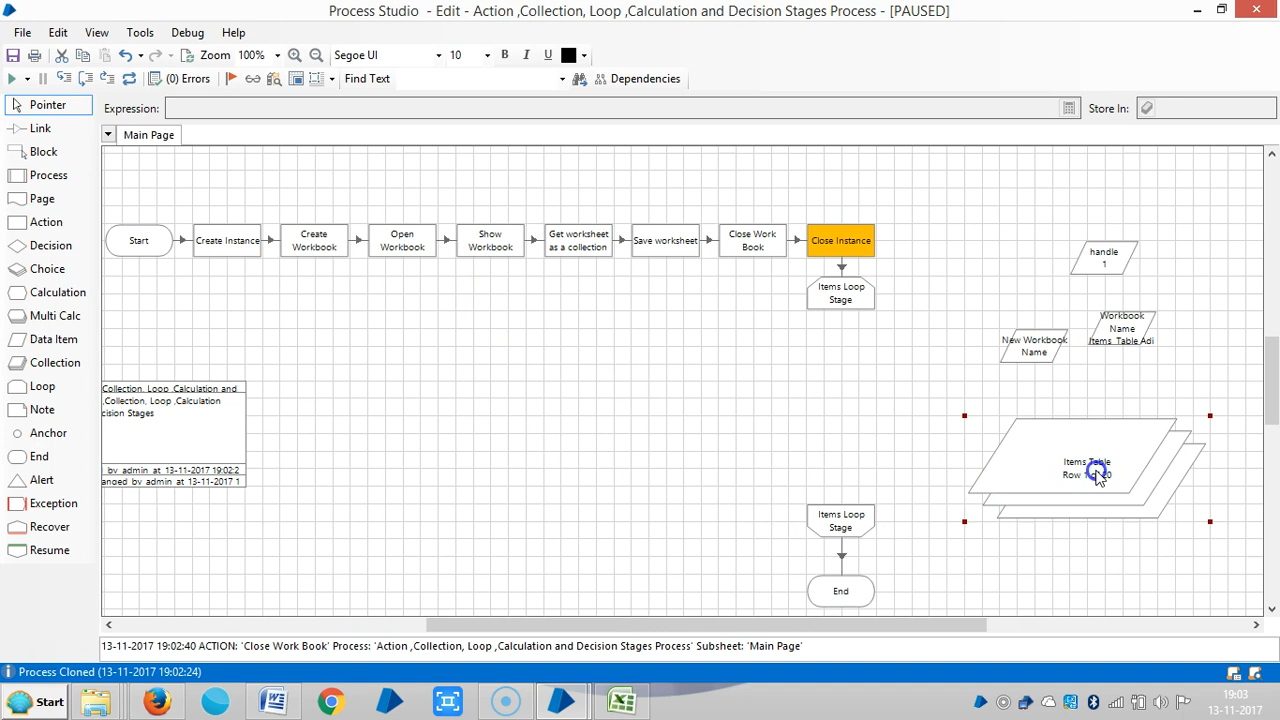 Process Studio - Edit - Action ,Collection, Loop ,Calculation and Decision Stages Process - [PAUSED]
File Edit View Tools Debug Help
Zoom 100% Segoe UI 10 B I U
(0) Errors Find Text Dependencies
Pointer
Link
Block
Process
Page
Action
Decision
Choice
Calculation
Multi Calc
Data Item
Collection
Loop
Note
Anchor
End
Alert
Exception
Recover
Resume
Expression: Store In:
Main Page
Start
Create Instance
Create
Workbook
Open
Workbook
Show
Workbook
Get worksheet
as a collection
Save worksheet
Close Work
Book
Close Instance
Items Loop
Stage
handle
1
Workbook
Name
Items Table Adi
New Workbook
Name
Collection, Loop ,Calculation and
,Collection, Loop ,Calculation
cision Stages
by admin at 13-11-2017 19:02:2
anged by admin at 13-11-2017 1
Items Table
Row
Items Loop
Stage
End
13-11-2017 19:02:40 ACTION: 'Close Work Book' Process: 'Action ,Collection, Loop ,Calculation and Decision Stages Process' Subsheet: 'Main Page'
Process Cloned (13-11-2017 19:02:24)
Start
19:03
13-11-2017